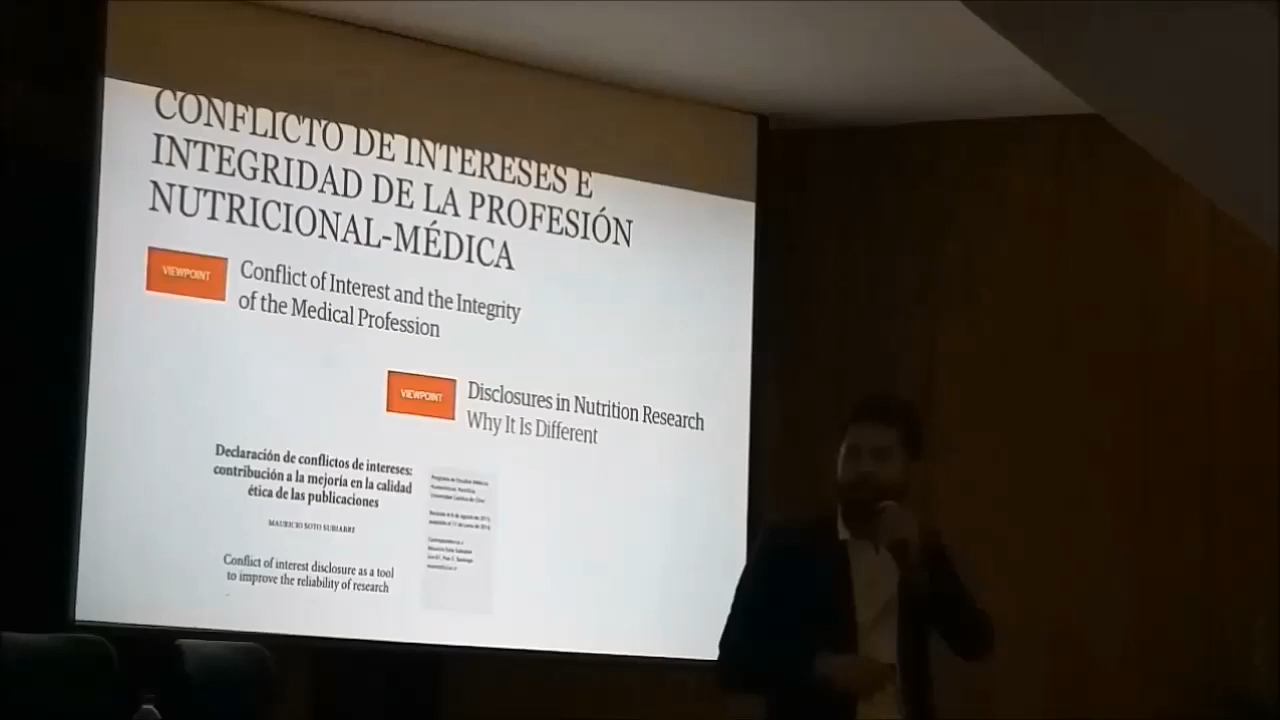 CONFLICTO DE INTERESES E
INTEGRIDAD DE LA PROFESIÓN
NUTRICIONAL-MÉDICA
VIEWPOINT
Conflict of Interest and the Integrity
of the Medical Profession
VIEWPOINT
Disclosures in Nutrition Research
Why It Is Different
Declaración de conflictos de intereses:
contribución a la mejoría en la calidad
ética de las publicaciones
MAURICIO SOTO SUBIABRE
Conflict of interest disclosure as a tool
to improve the reliability of research